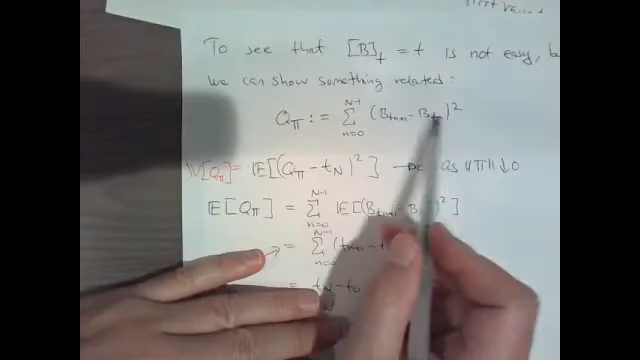 First Variat
To see that [B]_t = t is not easy, b
we can show something related:
Q_Π := Σ_{n=0}^{N-1} (B_{t_{n+1}} - B_{t_n})²
𝕍[Q_Π] = 𝔼[(Q_Π - t_N)²] → 0 as ||Π|| ↓ 0
𝔼[Q_Π] = Σ_{n=0}^{N-1} 𝔼[(B_{t_{n+1}} - B )²]
= Σ_{n=0}^{N-1} (t_{n+1} - t
= t_N - t_0